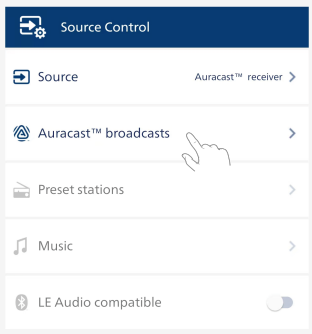 Source Control
Source Auracast™ receiver
Auracast™ broadcasts
Preset stations
Music
LE Audio compatible